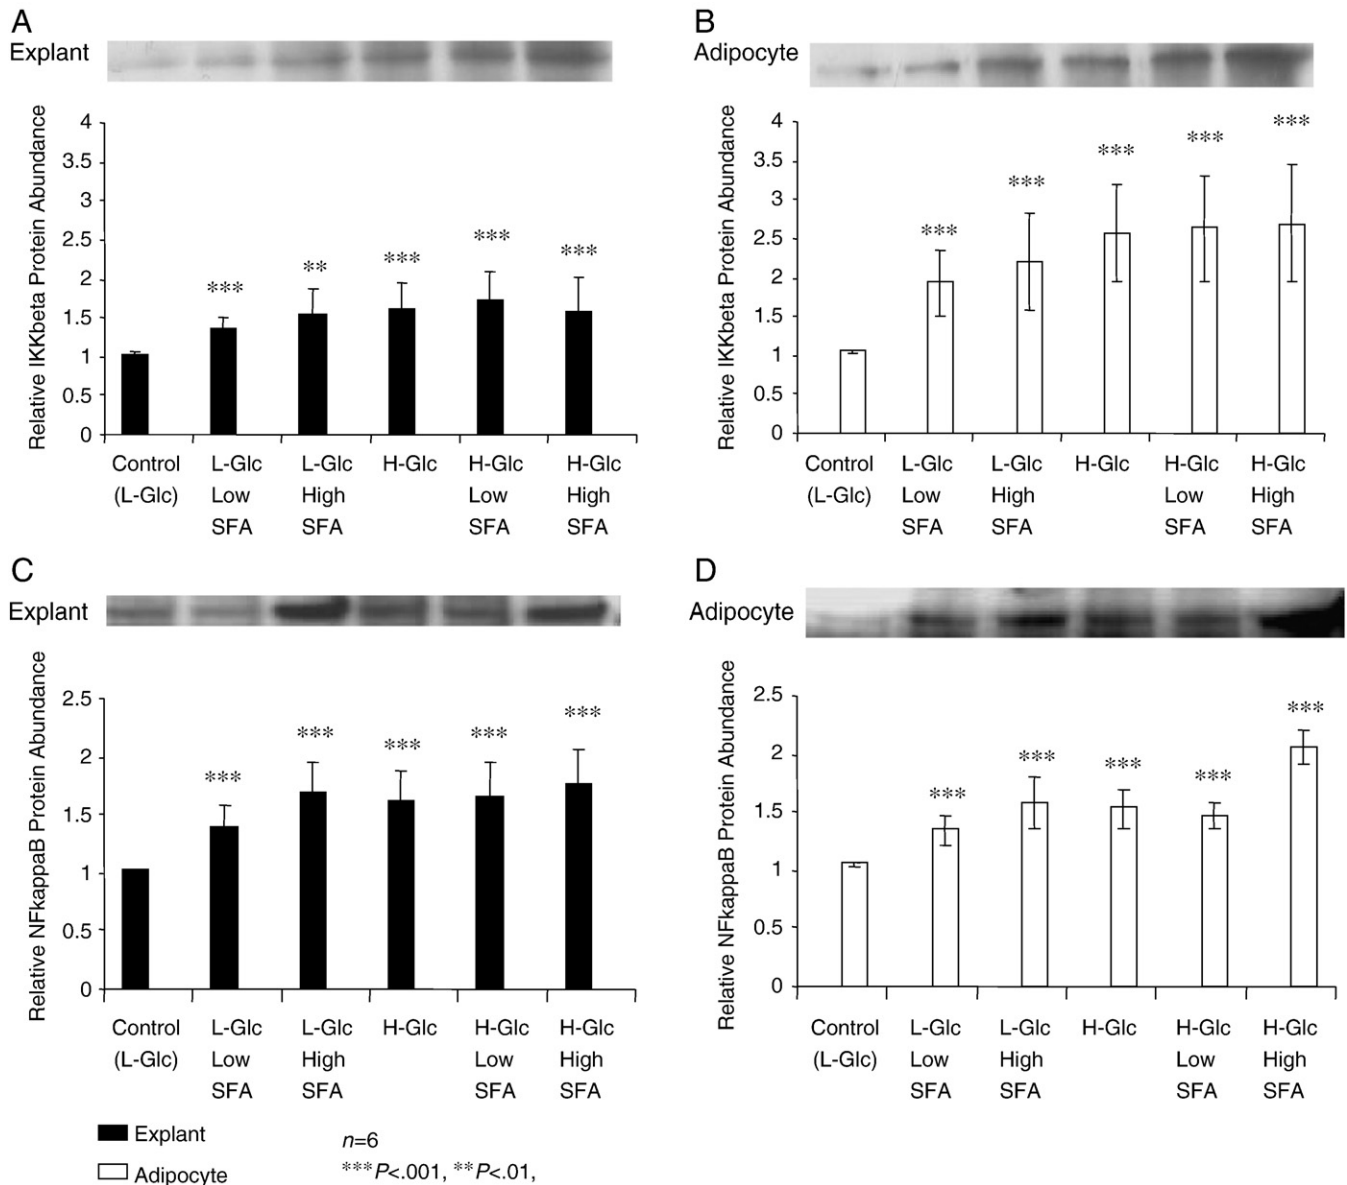 A
Explant
Relative IKKbeta Protein Abundance
4
3.5
3
2.5
2
1.5
1
0.5
0
*** ** *** *** ***
Control L-Glc L-Glc H-Glc H-Glc H-Glc
(L-Glc) Low High Low High
SFA SFA SFA SFA
B
Adipocyte
Relative IKKbeta Protein Abundance
4
3.5
3
2.5
2
1.5
1
0.5
0
*** *** *** *** ***
Control L-Glc L-Glc H-Glc H-Glc H-Glc
(L-Glc) Low High Low High
SFA SFA SFA SFA
C
Explant
Relative NFkappaB Protein Abundance
2.5
2
1.5
1
0.5
0
*** *** *** *** ***
Control L-Glc L-Glc H-Glc H-Glc H-Glc
(L-Glc) Low High Low High
SFA SFA SFA SFA
D
Adipocyte
Relative NFkappaB Protein Abundance
2.5
2
1.5
1
0.5
0
*** *** *** *** ***
Control L-Glc L-Glc H-Glc H-Glc H-Glc
(L-Glc) Low High Low High
SFA SFA SFA SFA
Explant
Adipocyte
n=6
***P<.001, **P<.01,